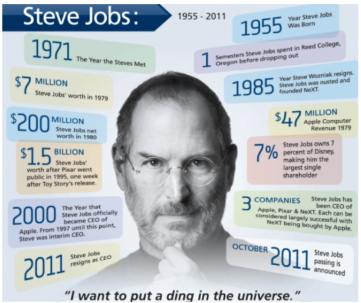 Steve Jobs:
1955 - 2011
1971 The Year the Steves Met
$7 MILLION
Steve Jobs' worth in 1979
$200 MILLION
Steve Jobs net
worth in 1980
$1.5 BILLION
Steve Jobs'
worth after Pixar went
public in 1995, one week
after Toy Story's release.
2000 The Year that
Steve Jobs officially
became CEO of
Apple. From 1997 until this point,
Steve was interim CEO.
2011 Steve Jobs
resigns as CEO
1955 Year Steve Jobs
Was Born
1 Semesters Steve Jobs spent in Reed College,
Oregon before dropping out
1985 Year Steve Wozniak resigns.
Steve Jobs was ousted and
founded NeXT.
$47 MILLION
Apple Computer
Revenue 1979
7% Steve Jobs owns 7
percent of Disney,
making him the
largest single
shareholder
3 COMPANIES Steve Jobs has
been CEO of
Apple, Pixar & NeXT. Each can be
considered largely successful with
NeXT being bought by Apple.
OCTOBER 2011 Steve Jobs
passing is
announced
"I want to put a ding in the universe."